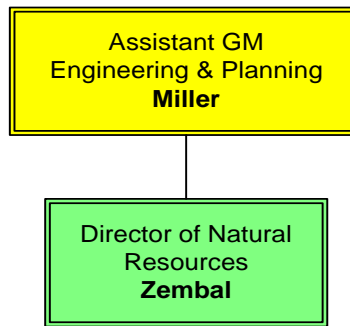 Assistant GM
Engineering & Planning
Miller
Director of Natural
Resources
Zembal